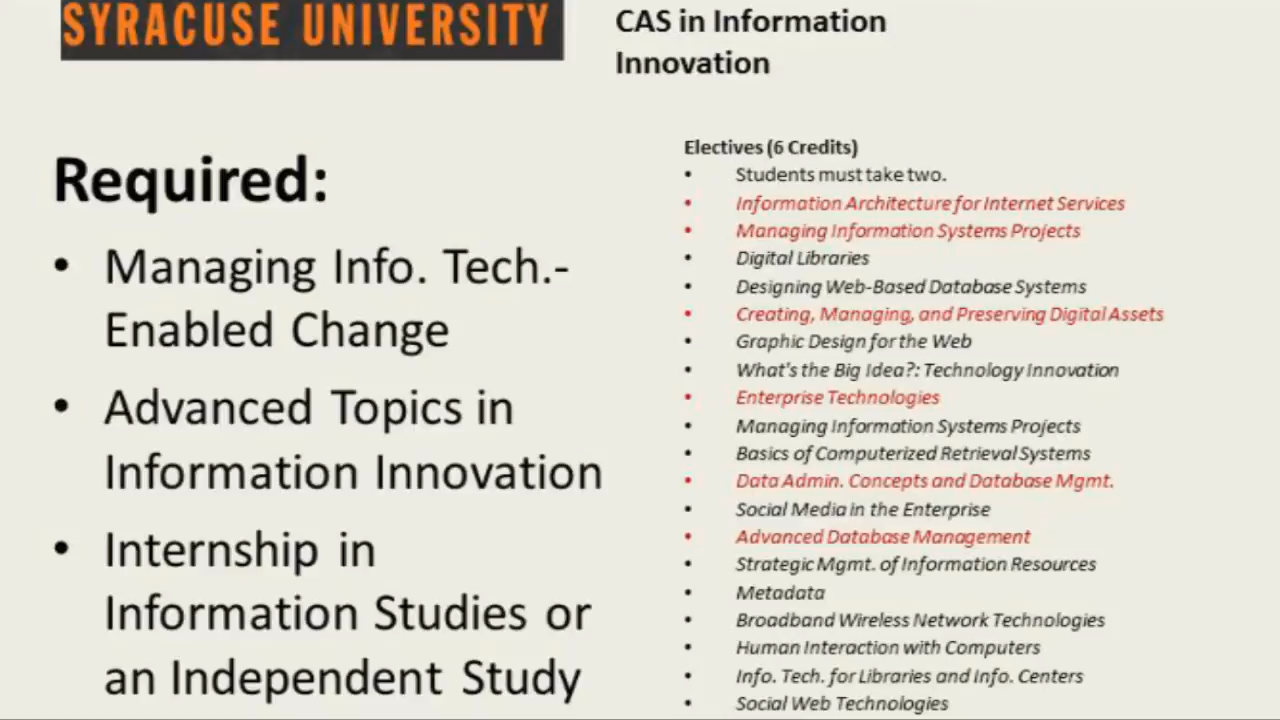 SYRACUSE UNIVERSITY
CAS in Information
Innovation
Required:
• Managing Info. Tech.-
Enabled Change
• Advanced Topics in
Information Innovation
• Internship in
Information Studies or
an Independent Study
Electives (6 Credits)
• Students must take two.
• Information Architecture for Internet Services
• Managing Information Systems Projects
• Digital Libraries
• Designing Web-Based Database Systems
• Creating, Managing, and Preserving Digital Assets
• Graphic Design for the Web
• What's the Big Idea?: Technology Innovation
• Enterprise Technologies
• Managing Information Systems Projects
• Basics of Computerized Retrieval Systems
• Data Admin. Concepts and Database Mgmt.
• Social Media in the Enterprise
• Advanced Database Management
• Strategic Mgmt. of Information Resources
• Metadata
• Broadband Wireless Network Technologies
• Human Interaction with Computers
• Info. Tech. for Libraries and Info. Centers
• Social Web Technologies